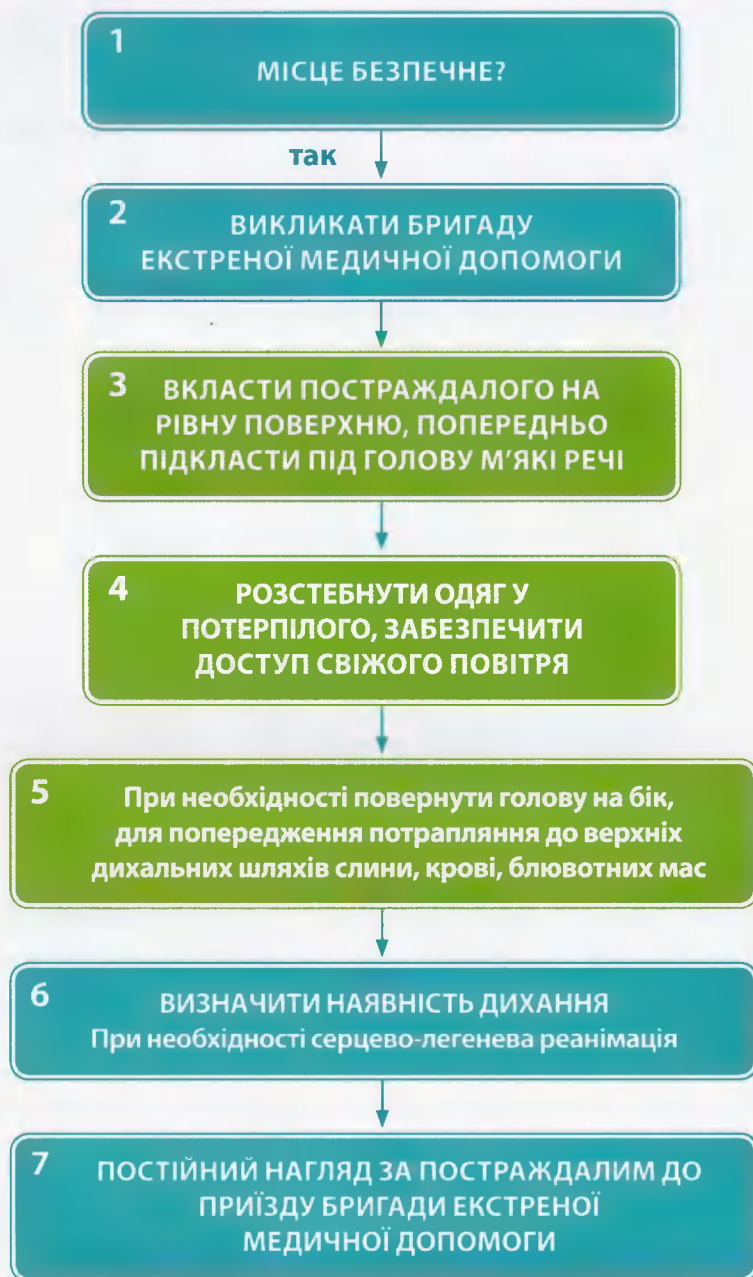 1
МІСЦЕ БЕЗПЕЧНЕ?
так
2
ВИКЛИКАТИ БРИГАДУ
ЕКСТРЕНОЇ МЕДИЧНОЇ ДОПОМОГИ
3
ВКЛАСТИ ПОСТРАЖДАЛОГО НА
РІВНУ ПОВЕРХНЮ, ПОПЕРЕДНЬО
ПІДКЛАСТИ ПІД ГОЛОВУ М'ЯКІ РЕЧІ
4
РОЗСТЕБНУТИ ОДЯГ У
ПОТЕРПІЛОГО, ЗАБЕЗПЕЧИТИ
ДОСТУП СВІЖОГО ПОВІТРЯ
5
При необхідності повернути голову на бік,
для попередження потрапляння до верхніх
дихальних шляхів слини, крові, блювотних мас
6
ВИЗНАЧИТИ НАЯВНІСТЬ ДИХАННЯ
При необхідності серцево-легенева реанімація
7
ПОСТІЙНИЙ НАГЛЯД ЗА ПОСТРАЖДАЛИМ ДО
ПРИЇЗДУ БРИГАДИ ЕКСТРЕНОЇ
МЕДИЧНОЇ ДОПОМОГИ